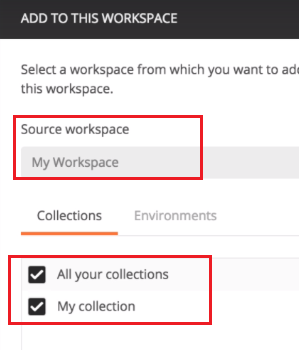 ADD TO THIS WORKSPACE
Select a workspace from which you want to add
this workspace.
Source workspace
My Workspace
Collections Environments
All your collections
My collection